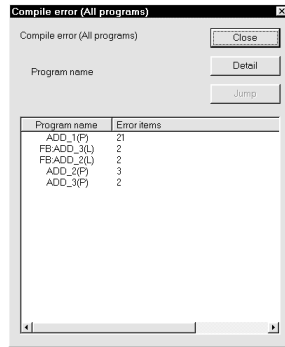 Compile error (All programs)
Compile error (All programs)
Close
Program name
Detail
Jump
Program name Error items
ADD_1(P) 21
FB:ADD_3(L) 2
FB:ADD_2(L) 2
ADD_2(P) 3
ADD_3(P) 2